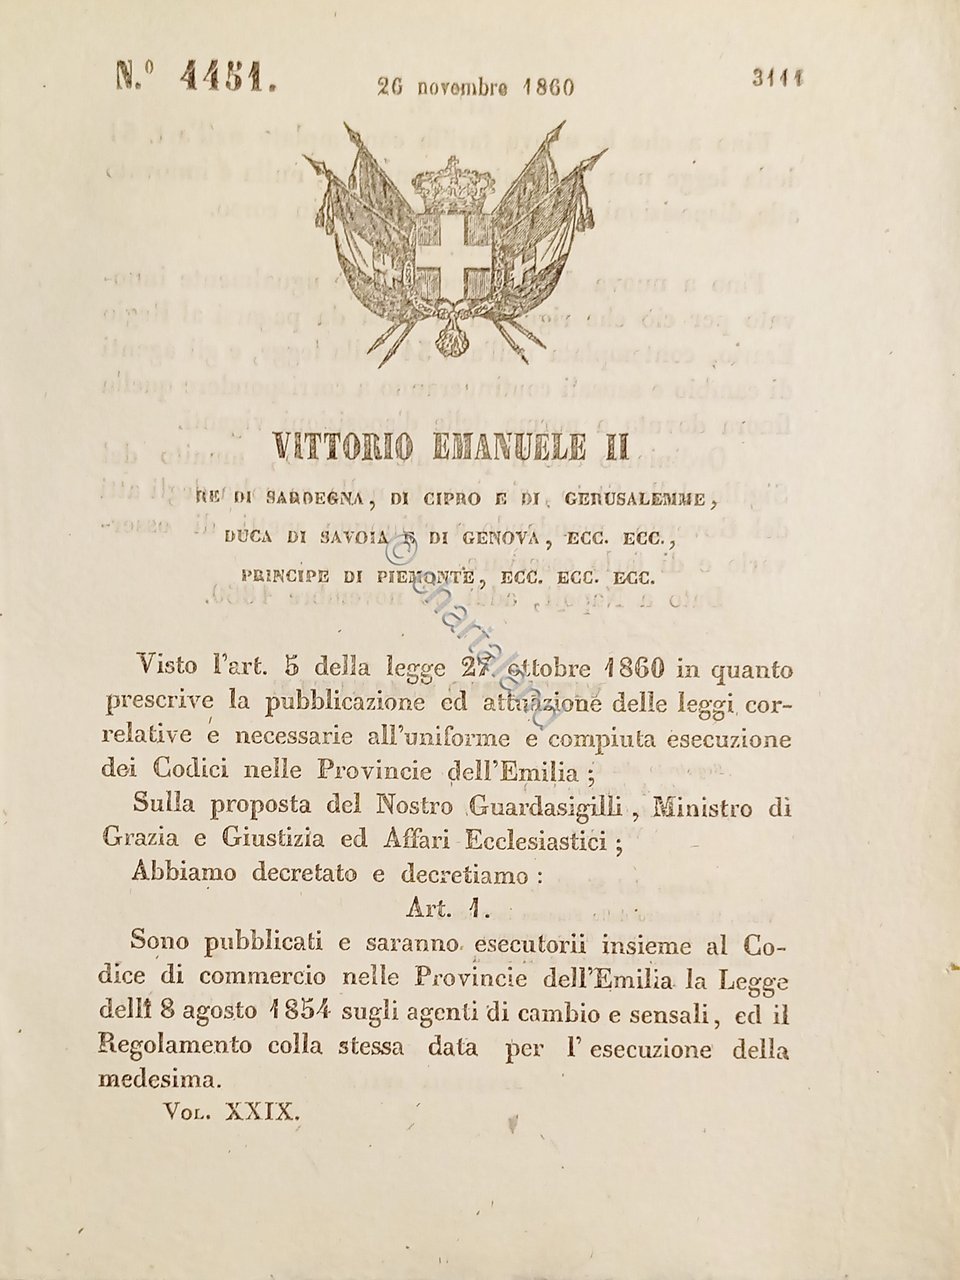 N.º 4451.
26 novembre 1860
3111
VITTORIO EMANUELE II
RE DI SARDEGNA, DI CIPRO E DI GERUSALEMME,
DUCA DI SAVOIA E DI GENOVA, ECC. ECC.,
PRINCIPE DI PIEMONTE, ECC. ECC. ECC.
Visto l'art. 5 della legge 27 ottobre 1860 in quanto
prescrive la pubblicazione ed attuazione delle leggi cor-
relative e necessarie all'uniforme e compiuta esecuzione
dei Codici nelle Provincie dell'Emilia;
Sulla proposta del Nostro Guardasigilli, Ministro di
Grazia e Giustizia ed Affari Ecclesiastici;
Abbiamo decretato e decretiamo:
Art. 1.
Sono pubblicati e saranno esecutorii insieme al Co-
dice di commercio nelle Provincie dell'Emilia la Legge
delli 8 agosto 1854 sugli agenti di cambio e sensali, ed il
Regolamento colla stessa data per l'esecuzione della
medesima.
VOL. XXIX.
© chartaland